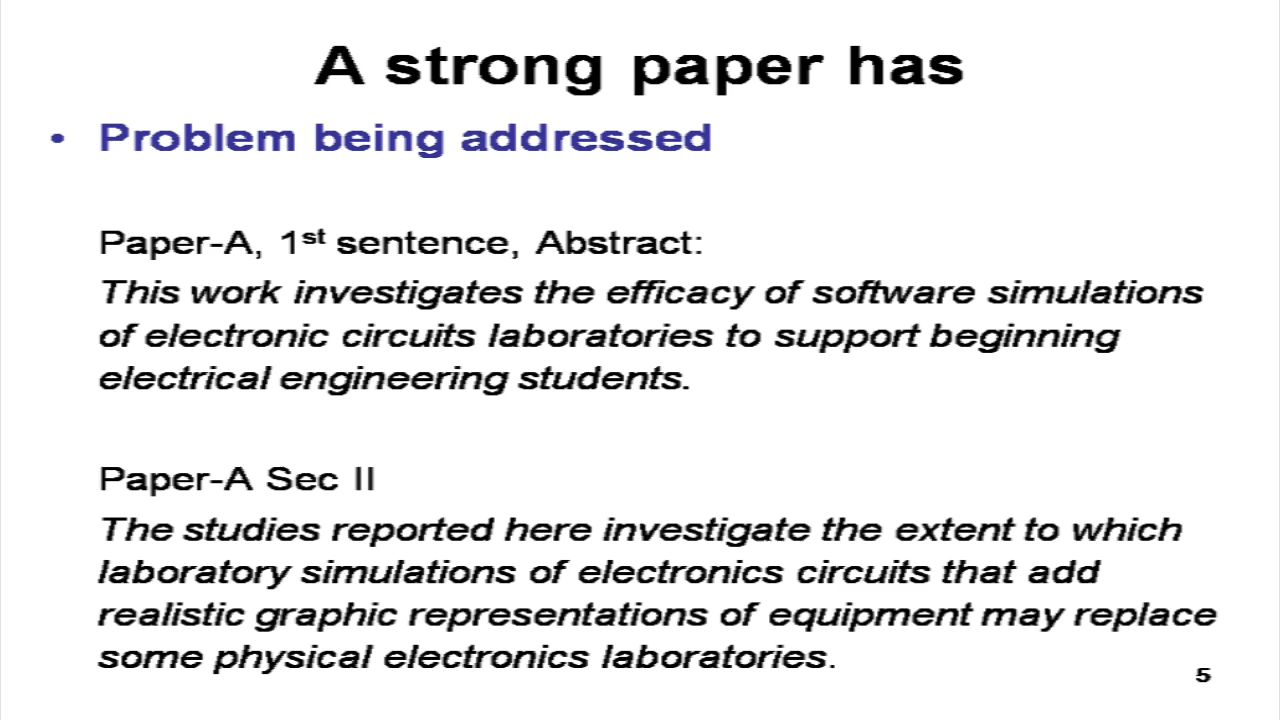 A strong paper has
• Problem being addressed
Paper-A, 1st sentence, Abstract:
This work investigates the efficacy of software simulations
of electronic circuits laboratories to support beginning
electrical engineering students.
Paper-A Sec II
The studies reported here investigate the extent to which
laboratory simulations of electronics circuits that add
realistic graphic representations of equipment may replace
some physical electronics laboratories.
5